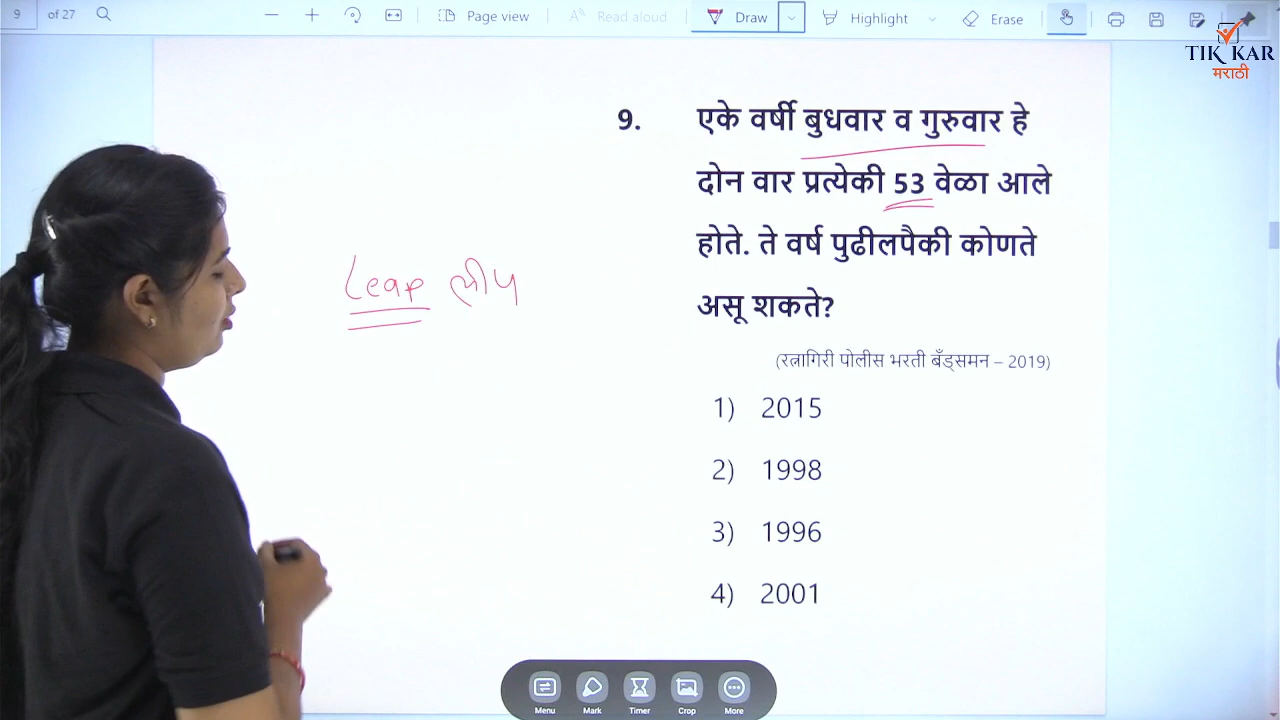 9
of 27
Page view
Read aloud
Draw
Highlight
Erase
TIK KAR
मराठी
9. एके वर्षी बुधवार व गुरुवार हे
दोन वार प्रत्येकी 53 वेळा आले
होते. ते वर्ष पुढीलपैकी कोणते
असू शकते?
(रत्नागिरी पोलीस भरती बँड्समन – 2019)
1) 2015
2) 1998
3) 1996
4) 2001
Leap लीप
Menu
Mark
Timer
Crop
More